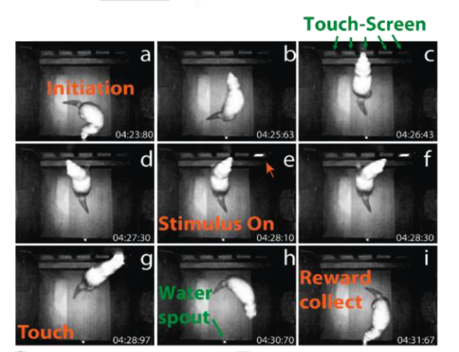 Touch-Screen
a
b
c
Initiation
04:23:80
04:25:63
04:26:43
d
e
f
Stimulus On
04:27:30
04:28:10
04:28:30
g
h
i
Water
spout
Reward
collect
Touch
04:28:97
04:30:70
04:31:67